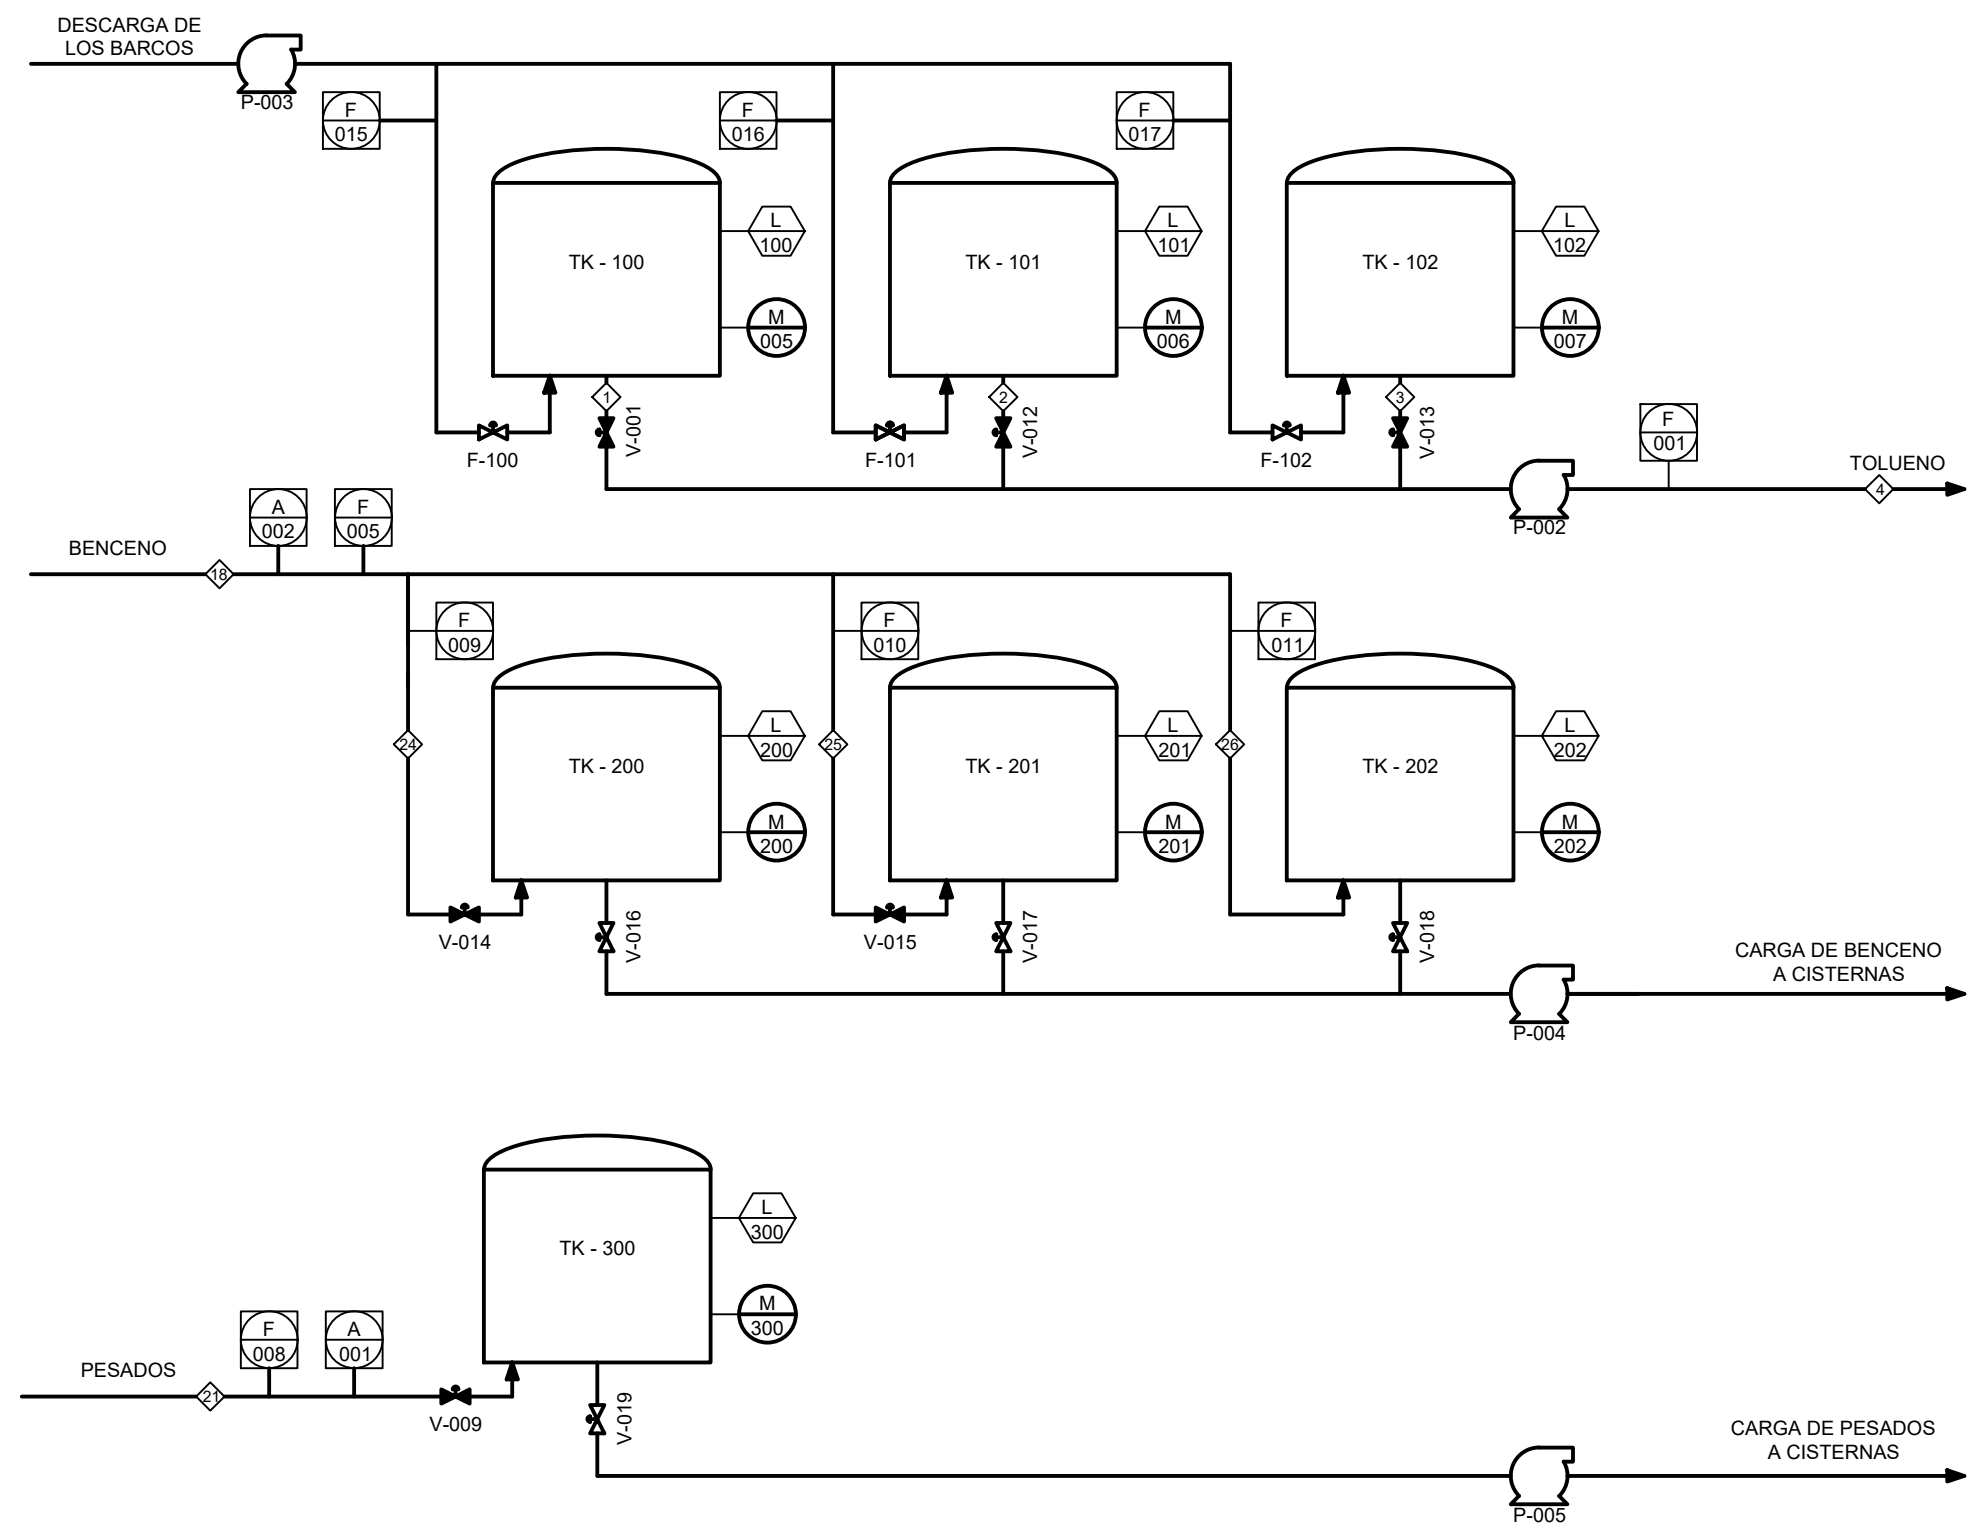 DESCARGA DE
LOS BARCOS
P-003
F
015
F
016
F
017
TK - 100
L
100
M
005
TK - 101
L
101
M
006
TK - 102
L
102
M
007
1
V-001
F-100
2
V-012
F-101
3
V-013
F-102
F
001
P-002
TOLUENO
4
BENCENO
18
A
002
F
005
F
009
F
010
F
011
24
TK - 200
L
200
M
200
25
TK - 201
L
201
M
201
26
TK - 202
L
202
M
202
V-014
V-016
V-015
V-017
V-018
P-004
CARGA DE BENCENO
A CISTERNAS
TK - 300
L
300
M
300
PESADOS
21
F
008
A
001
V-009
V-019
P-005
CARGA DE PESADOS
A CISTERNAS